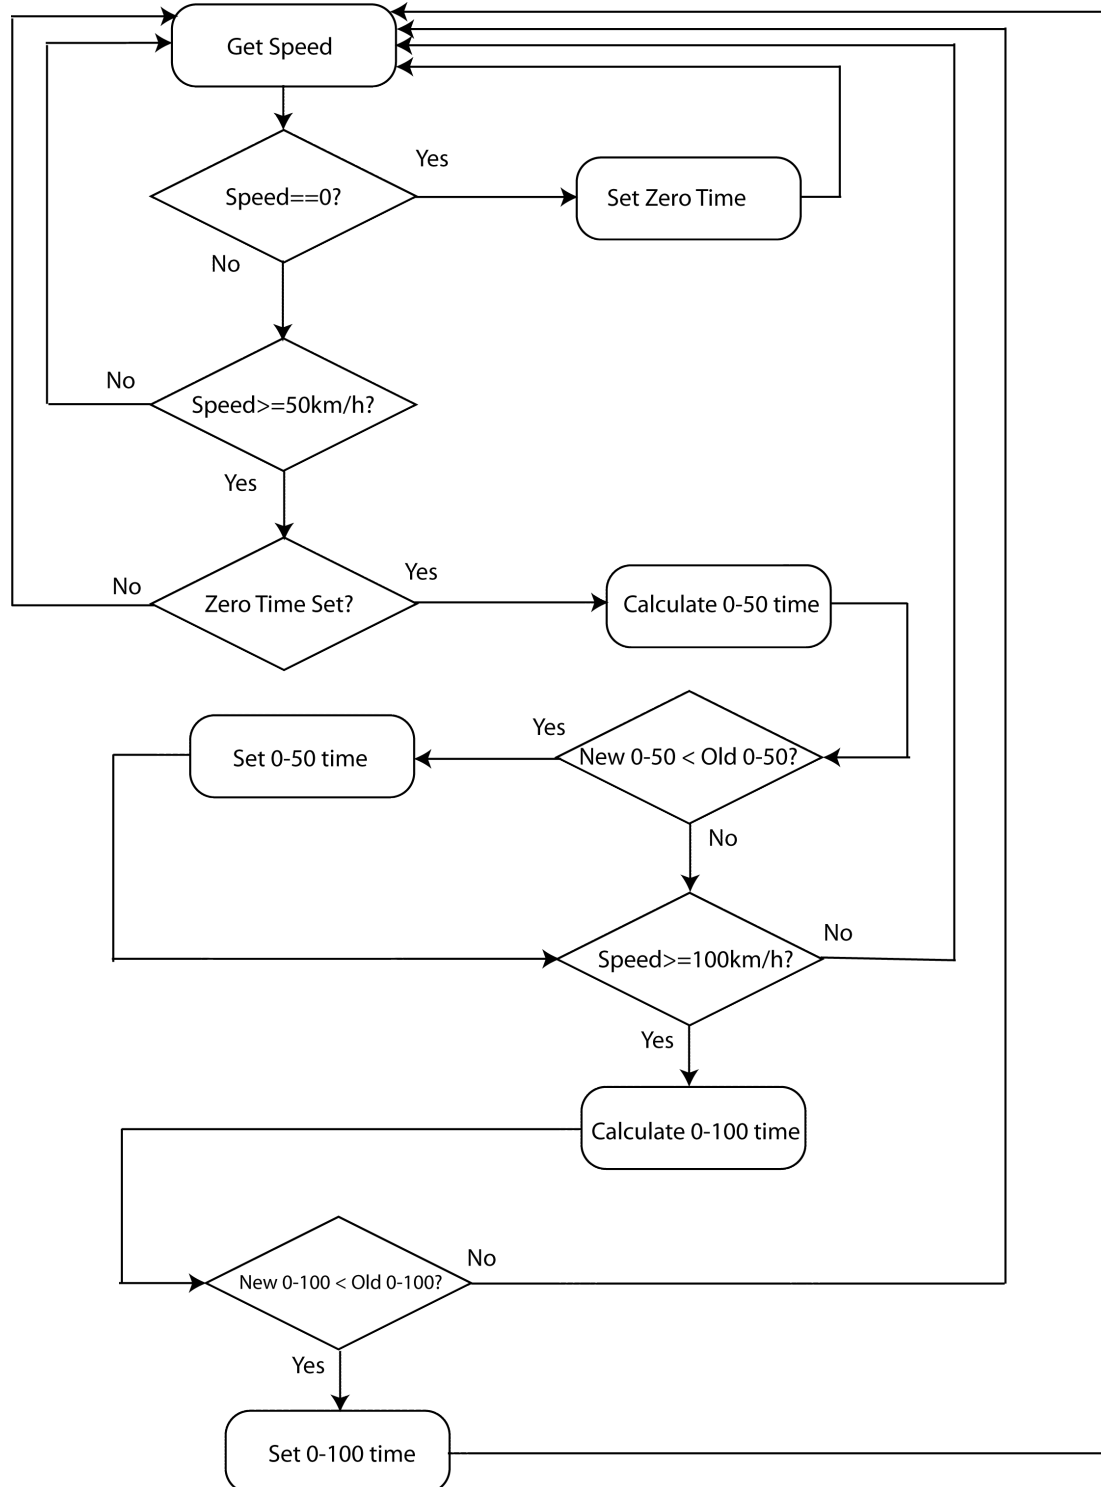 Get Speed
Yes
Speed==0?
Set Zero Time
No
No
Speed>=50km/h?
Yes
No
Yes
Zero Time Set?
Calculate 0-50 time
Yes
Set 0-50 time
New 0-50 < Old 0-50?
No
No
Speed>=100km/h?
Yes
Calculate 0-100 time
No
New 0-100 < Old 0-100?
Yes
Set 0-100 time